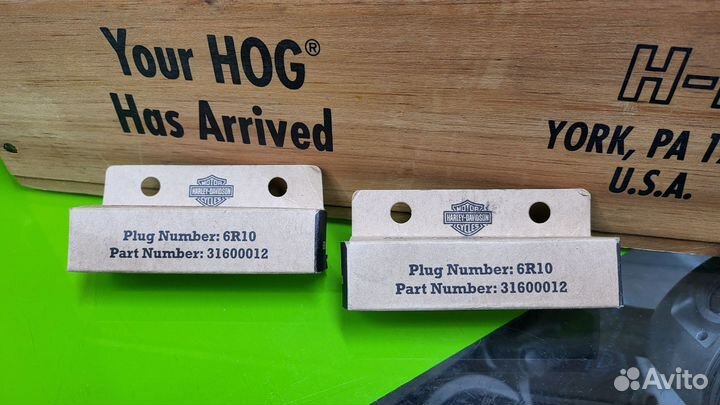 Your HOG®
Has Arrived
H-
YORK, PA 1
U.S.A.
MOTOR
HARLEY-DAVIDSON
CYCLES
Plug Number: 6R10
Part Number: 31600012
MOTOR
HARLEY-DAVIDSON
CYCLES
Plug Number: 6R10
Part Number: 31600012
Avito